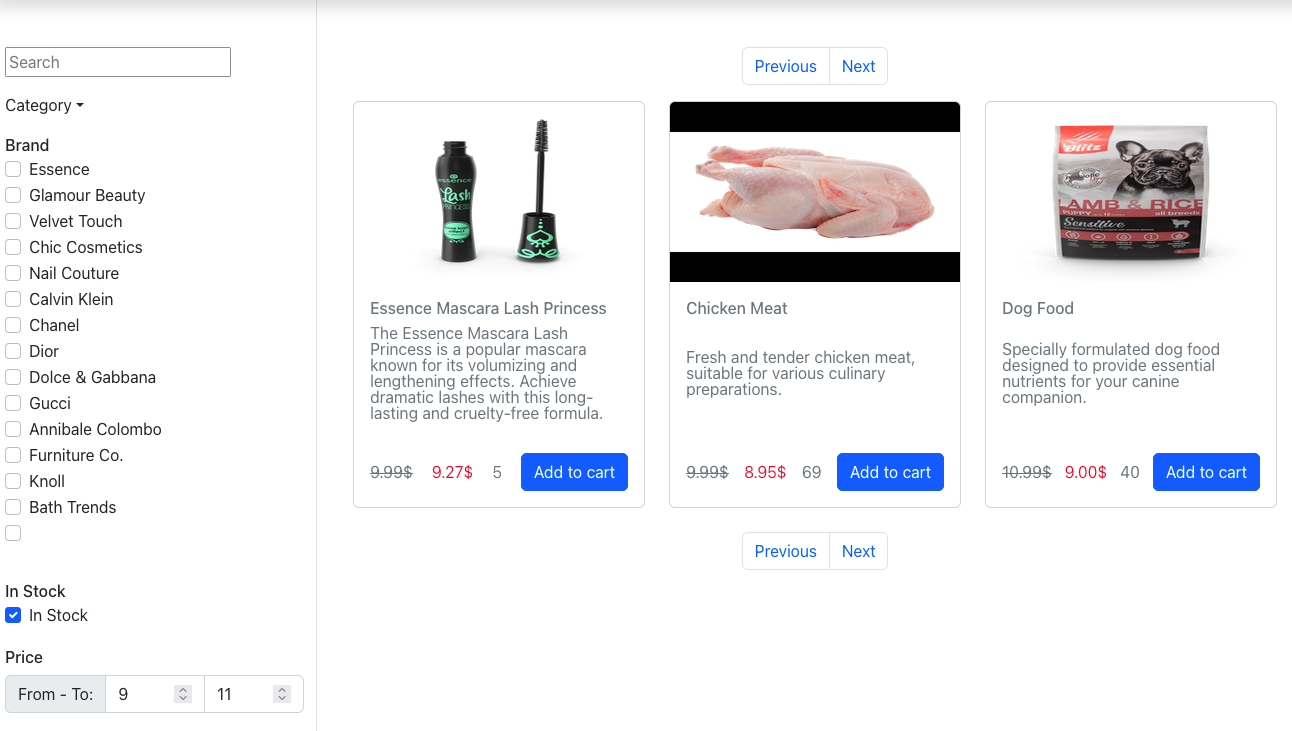 Search
Category
Brand
Essence
Glamour Beauty
Velvet Touch
Chic Cosmetics
Nail Couture
Calvin Klein
Chanel
Dior
Dolce & Gabbana
Gucci
Annibale Colombo
Furniture Co.
Knoll
Bath Trends
In Stock
In Stock
Price
From - To: 9 11
Previous Next
essence
Lash
PRINCESS
Essence Mascara Lash Princess
The Essence Mascara Lash
Princess is a popular mascara
known for its volumizing and
lengthening effects. Achieve
dramatic lashes with this long-
lasting and cruelty-free formula.
9.99$ 9.27$ 5 Add to cart
Chicken Meat
Fresh and tender chicken meat,
suitable for various culinary
preparations.
9.99$ 8.95$ 69 Add to cart
Blitz
LAMB & RICE
PUPPY
all breeds
Sensitive
Dog Food
Specially formulated dog food
designed to provide essential
nutrients for your canine
companion.
10.99$ 9.00$ 40 Add to cart
Previous Next